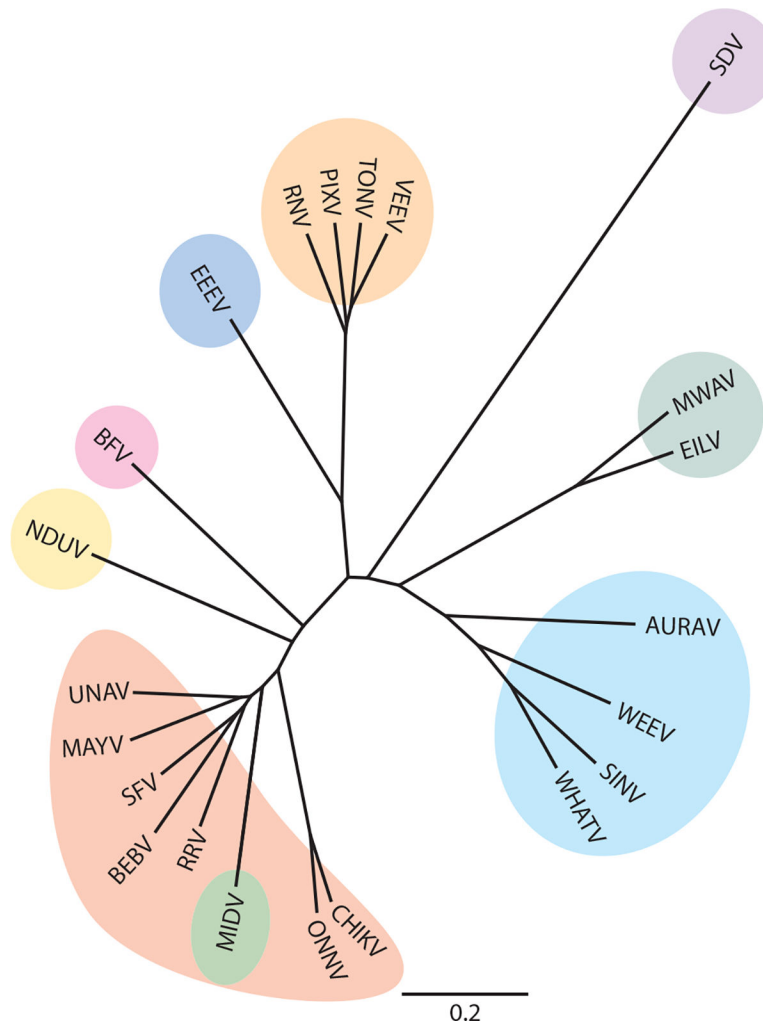 SDV
VEEV
TONV
PIXV
RNV
EEEV
MWAV
EILV
BFV
NDUV
AURAV
UNAV
WEEV
MAYV
SINV
SFV
WHATV
BEBV
RRV
MIDV
CHIKV
ONNV
0.2